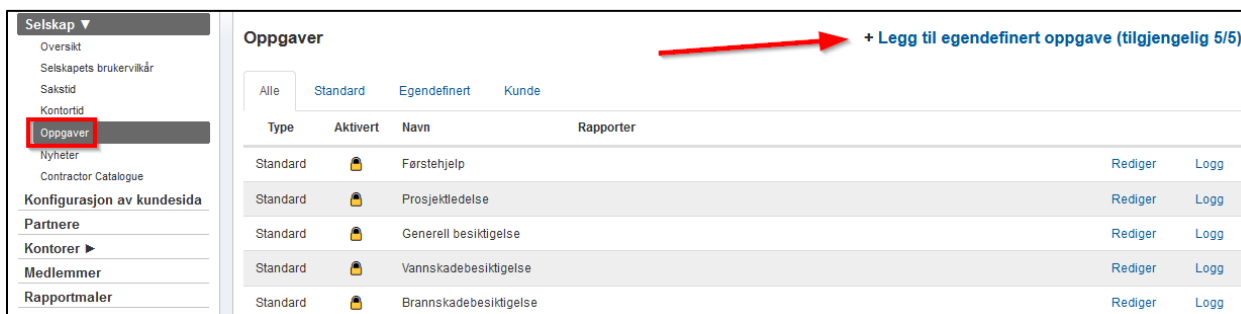 Selskap ▼
Oversikt
Selskapets brukervilkår
Sakstid
Kontortid
Oppgaver
Nyheter
Contractor Catalogue
Konfigurasjon av kundesida
Partnere
Kontorer ►
Medlemmer
Rapportmaler
Oppgaver
+ Legg til egendefinert oppgave (tilgjengelig 5/5)
Alle Standard Egendefinert Kunde
Type Aktivert Navn Rapporter
Standard Førstehjelp Rediger Logg
Standard Prosjektledelse Rediger Logg
Standard Generell besiktigelse Rediger Logg
Standard Vannskadebesiktigelse Rediger Logg
Standard Brannskadebesiktigelse Rediger Logg